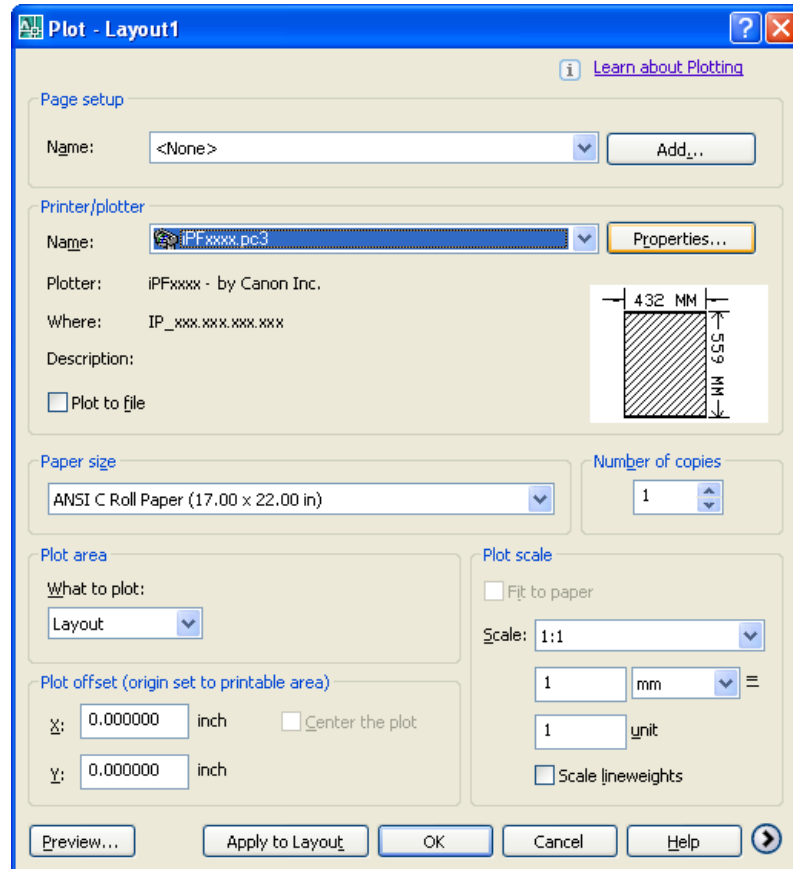 Plot - Layout1
Learn about Plotting
Page setup
Name:
<None>
Add...
Printer/plotter
Name:
iPFxxxx.pc3
Properties...
Plotter:
iPFxxxx - by Canon Inc.
Where:
IP_xxx.xxx.xxx.xxx
Description:
Plot to file
432 MM
559 MM
Paper size
ANSI C Roll Paper (17.00 x 22.00 in)
Number of copies
1
Plot area
What to plot:
Layout
Plot scale
Fit to paper
Scale:
1:1
1
mm
=
1
unit
Scale lineweights
Plot offset (origin set to printable area)
X:
0.000000
inch
Center the plot
Y:
0.000000
inch
Preview...
Apply to Layout
OK
Cancel
Help